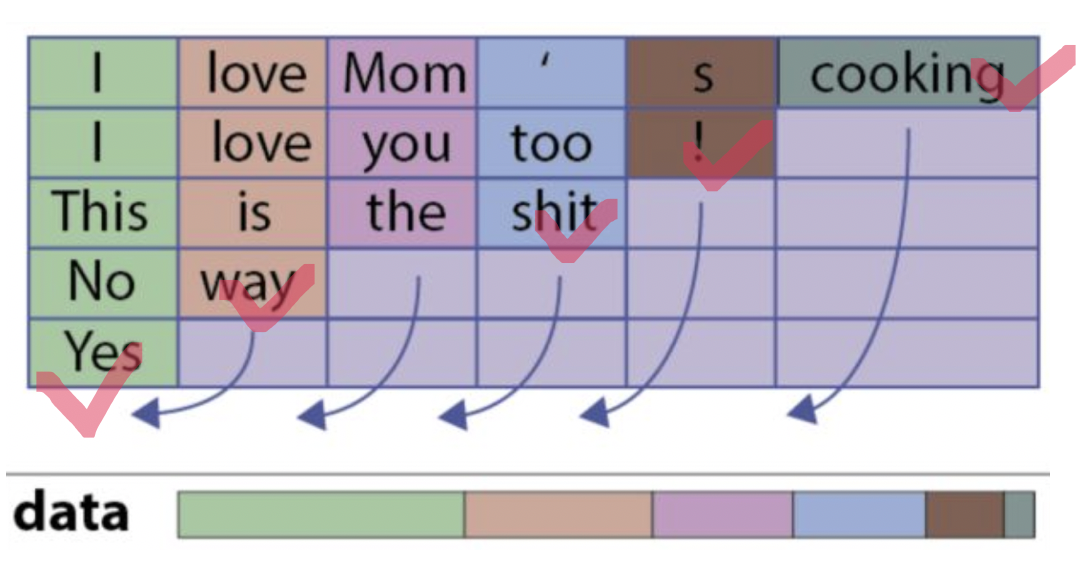 I love Mom ‘ s cooking
I love you too !
This is the shit
No way
Yes
data